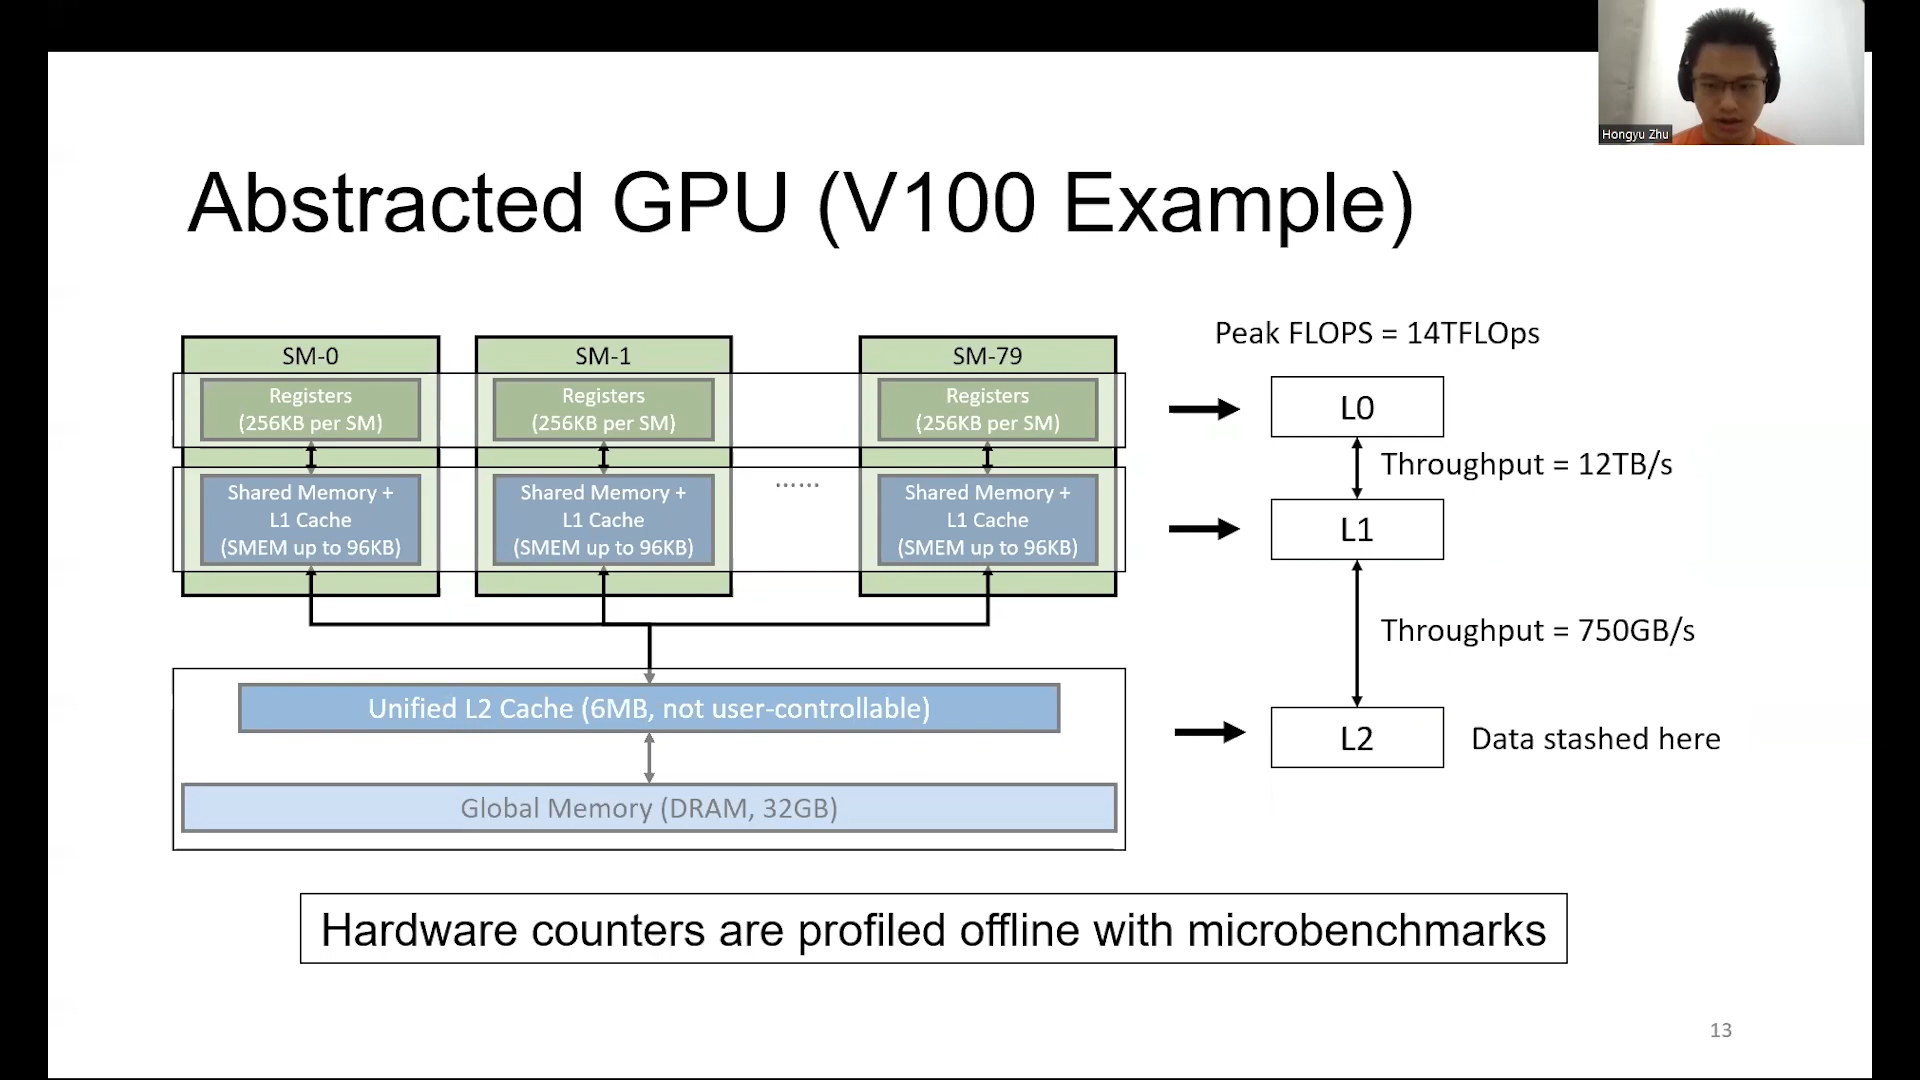 Hongyu Zhu
Abstracted GPU (V100 Example)
SM-0
Registers
(256KB per SM)
Shared Memory +
L1 Cache
(SMEM up to 96KB)
SM-1
Registers
(256KB per SM)
Shared Memory +
L1 Cache
(SMEM up to 96KB)
......
SM-79
Registers
(256KB per SM)
Shared Memory +
L1 Cache
(SMEM up to 96KB)
Unified L2 Cache (6MB, not user-controllable)
Global Memory (DRAM, 32GB)
Peak FLOPS = 14TFLOps
L0
Throughput = 12TB/s
L1
Throughput = 750GB/s
L2
Data stashed here
Hardware counters are profiled offline with microbenchmarks
13